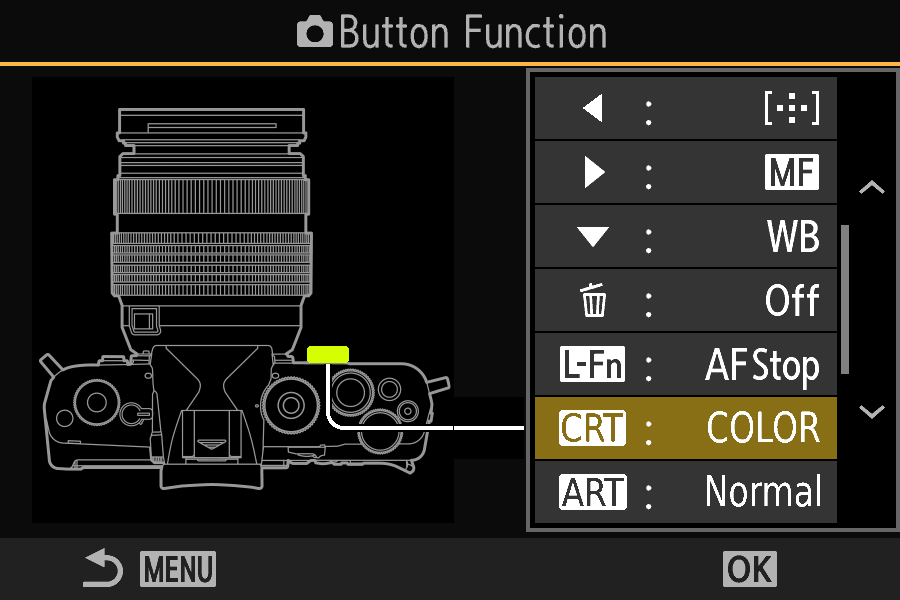 Button Function
: [·:·]
: MF
: WB
: Off
L-Fn : AF Stop
CRT : COLOR
ART : Normal
MENU OK